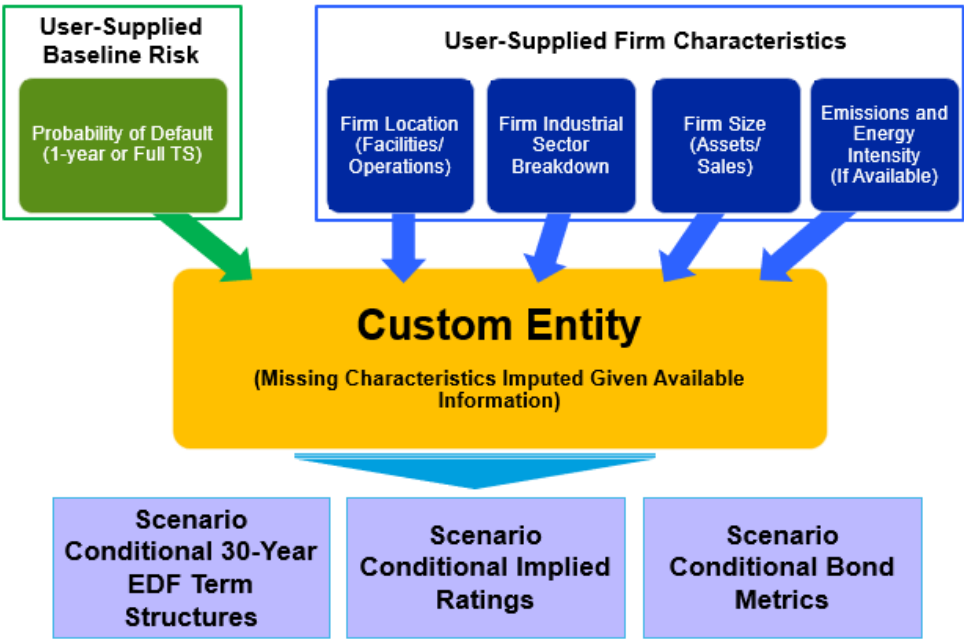 User-Supplied
Baseline Risk
Probability of Default
(1-year or Full TS)
User-Supplied Firm Characteristics
Firm Location
(Facilities/
Operations)
Firm Industrial
Sector
Breakdown
Firm Size
(Assets/
Sales)
Emissions and
Energy
Intensity
(If Available)
Custom Entity
(Missing Characteristics Imputed Given Available
Information)
Scenario
Conditional 30-Year
EDF Term
Structures
Scenario
Conditional Implied
Ratings
Scenario
Conditional Bond
Metrics